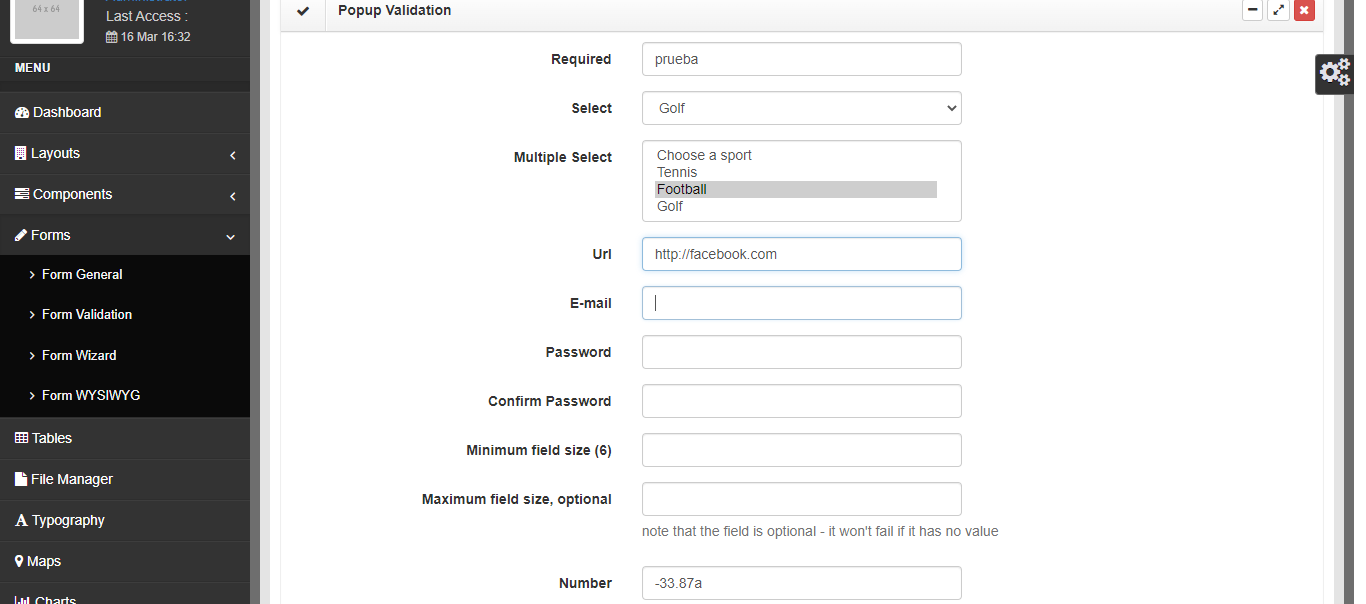 64 x 64
Last Access :
16 Mar 16:32
MENU
Dashboard
Layouts
Components
Forms
Form General
Form Validation
Form Wizard
Form WYSIWYG
Tables
File Manager
Typography
Maps
Charts
Popup Validation
Required
prueba
Select
Golf
Multiple Select
Choose a sport
Tennis
Football
Golf
Url
http://facebook.com
E-mail
Password
Confirm Password
Minimum field size (6)
Maximum field size, optional
note that the field is optional - it won't fail if it has no value
Number
-33.87a